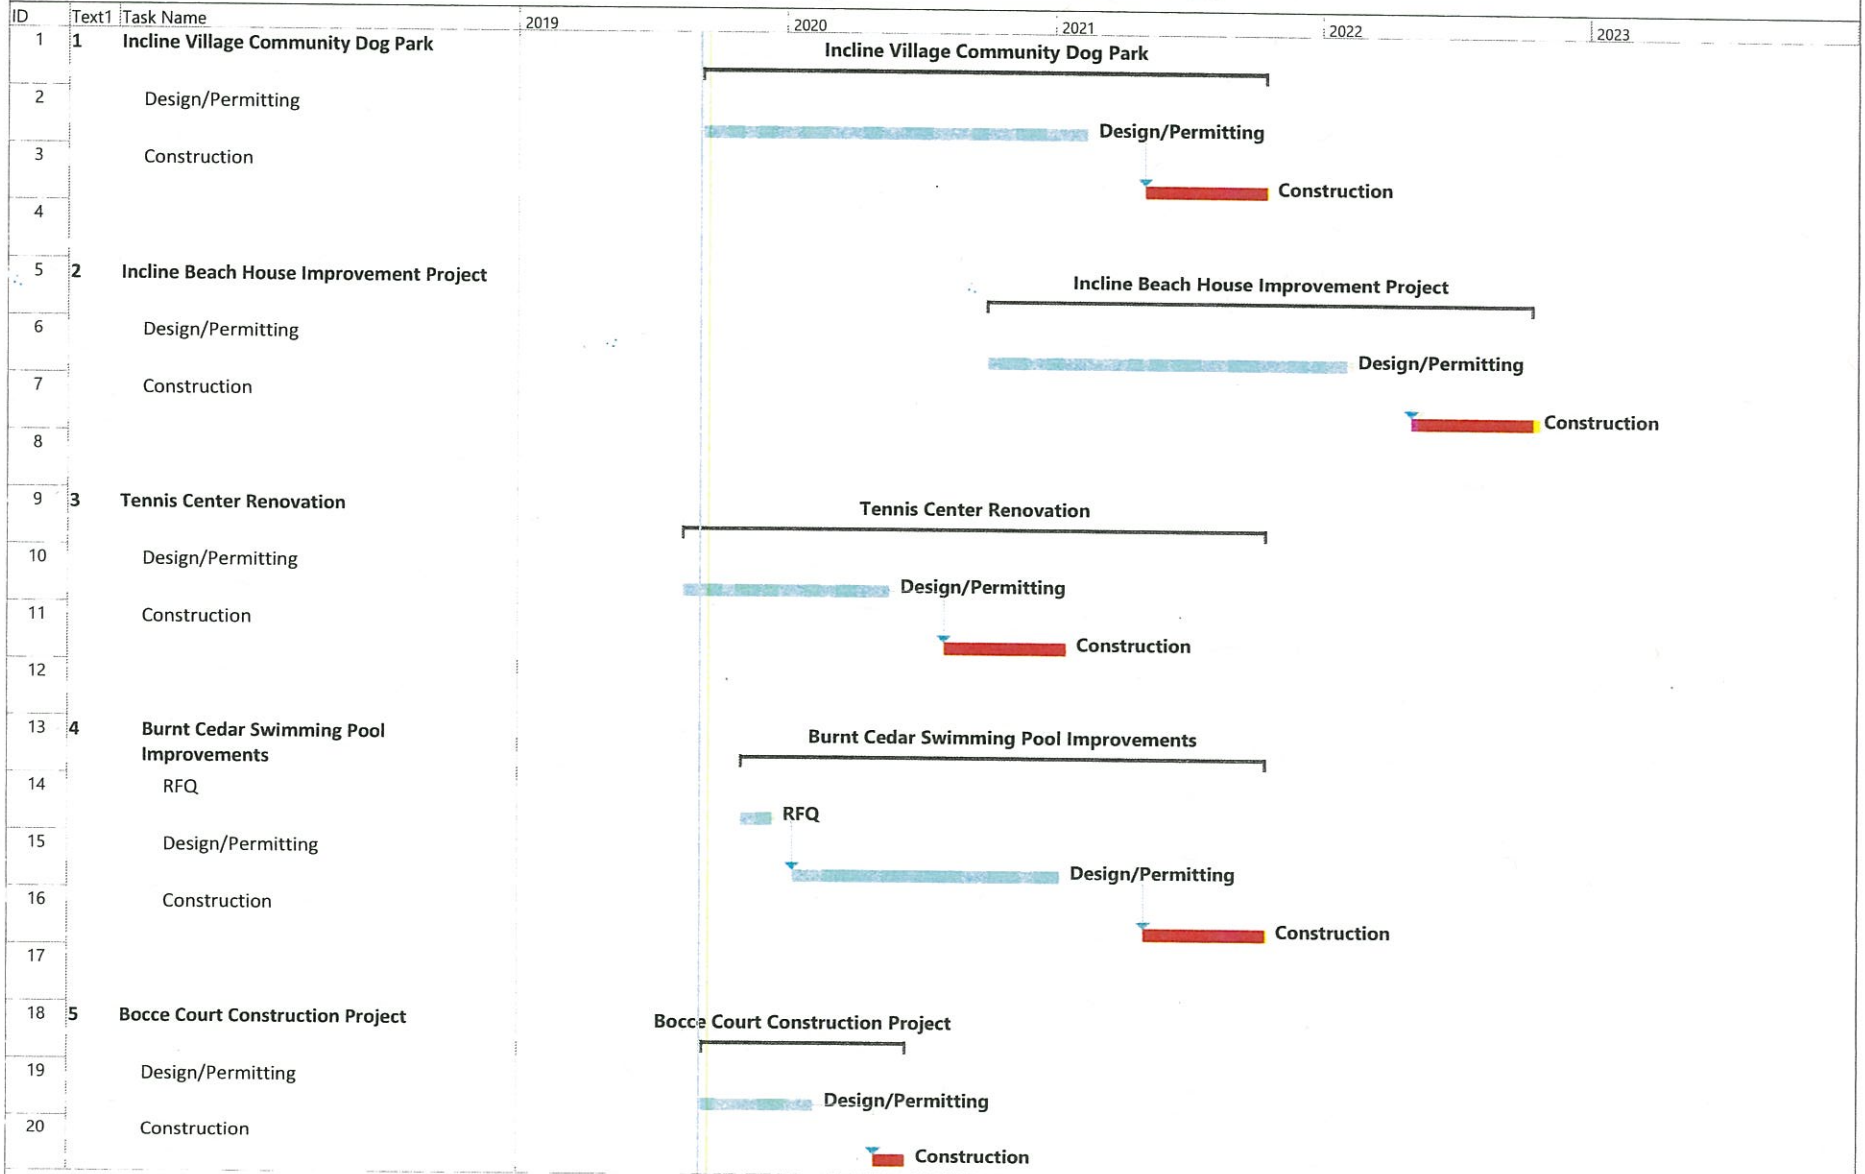 ID Text1 Task Name 2019 2020 2021 2022 2023
1 1 Incline Village Community Dog Park
Incline Village Community Dog Park
2 Design/Permitting
Design/Permitting
3 Construction
Construction
4
5 2 Incline Beach House Improvement Project
Incline Beach House Improvement Project
6 Design/Permitting
Design/Permitting
7 Construction
Construction
8
9 3 Tennis Center Renovation
Tennis Center Renovation
10 Design/Permitting
Design/Permitting
11 Construction
Construction
12
13 4 Burnt Cedar Swimming Pool
Improvements
Burnt Cedar Swimming Pool Improvements
14 RFQ
RFQ
15 Design/Permitting
Design/Permitting
16 Construction
Construction
17
18 5 Bocce Court Construction Project
Bocce Court Construction Project
19 Design/Permitting
Design/Permitting
20 Construction
Construction